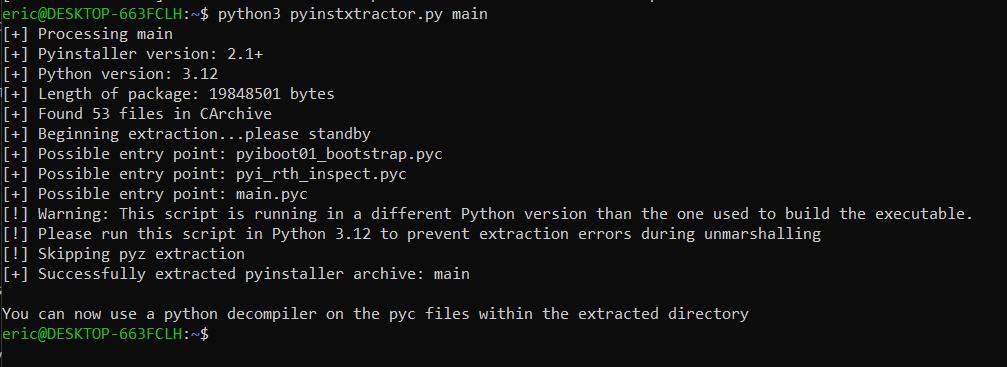 eric@DESKTOP-663FCLH:~$ python3 pyinstxtractor.py main
[+] Processing main
[+] Pyinstaller version: 2.1+
[+] Python version: 3.12
[+] Length of package: 19848501 bytes
[+] Found 53 files in CArchive
[+] Beginning extraction...please standby
[+] Possible entry point: pyiboot01_bootstrap.pyc
[+] Possible entry point: pyi_rth_inspect.pyc
[+] Possible entry point: main.pyc
[!] Warning: This script is running in a different Python version than the one used to build the executable.
[!] Please run this script in Python 3.12 to prevent extraction errors during unmarshalling
[!] Skipping pyz extraction
[+] Successfully extracted pyinstaller archive: main
You can now use a python decompiler on the pyc files within the extracted directory
eric@DESKTOP-663FCLH:~$